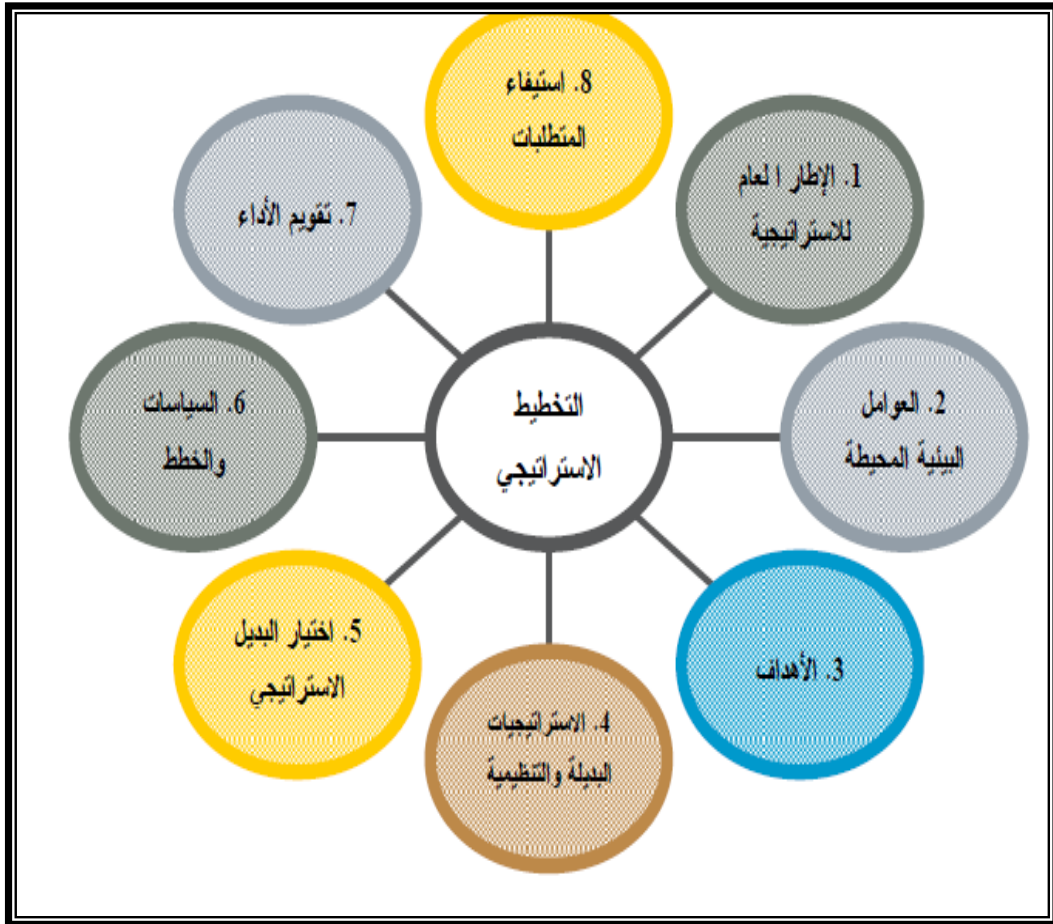 التخطيط
الاستراتيجي
1. الإطار ا لعام
للاستراتيجية
2. العوامل
البيئية المحيطة
3. الأهداف
4. الاستراتيجيات
البديلة والتنظيمية
5. اختيار البديل
الاستراتيجي
6. السياسات
والخطط
7. تقويم الأداء
8. استيفاء
المتطلبات